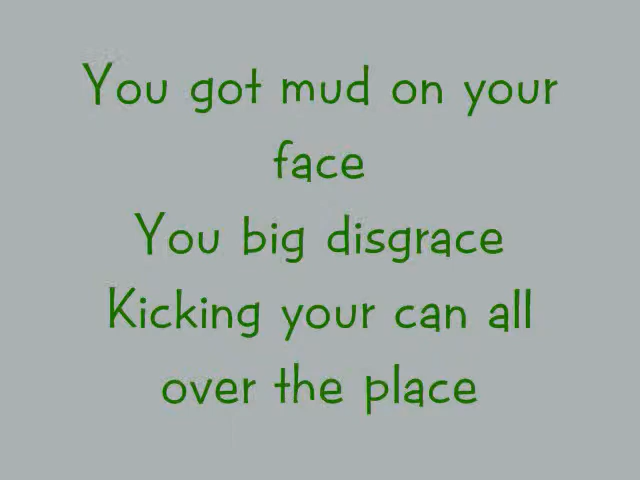 You got mud on your
face
You big disgrace
Kicking your can all
over the place